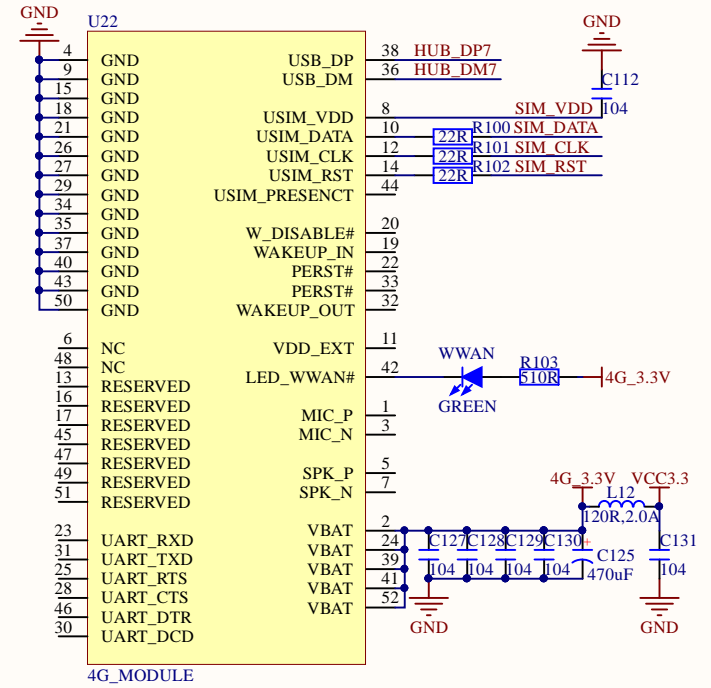 GND
U22
GND
4 GND USB_DP 38 HUB_DP7
9 GND USB_DM 36 HUB_DM7
15 GND
C112
18 GND USIM_VDD 8 SIM_VDD 104
21 GND USIM_DATA 10 22R R100 SIM_DATA
26 GND USIM_CLK 12 22R R101 SIM_CLK
27 GND USIM_RST 14 22R R102 SIM_RST
29 GND USIM_PRESENCT 44
34 GND
35 GND W_DISABLE# 20
37 GND WAKEUP_IN 19
40 GND PERST# 22
43 GND PERST# 33
50 GND WAKEUP_OUT 32
6 NC VDD_EXT 11
WWAN
48 NC
R103
13 RESERVED LED_WWAN# 42 510R 4G_3.3V
16 RESERVED
GREEN
17 RESERVED MIC_P 1
45 RESERVED MIC_N 3
47 RESERVED
49 RESERVED SPK_P 5
51 RESERVED SPK_N 7
4G_3.3V VCC3.3
L12
120R,2.0A
23 UART_RXD VBAT 2
31 UART_TXD VBAT 24 C127 C128 C129 C130 + C131
25 UART_RTS VBAT 39 C125
28 UART_CTS VBAT 41 104 104 104 104 470uF 104
46 UART_DTR VBAT 52
30 UART_DCD
GND GND
4G_MODULE